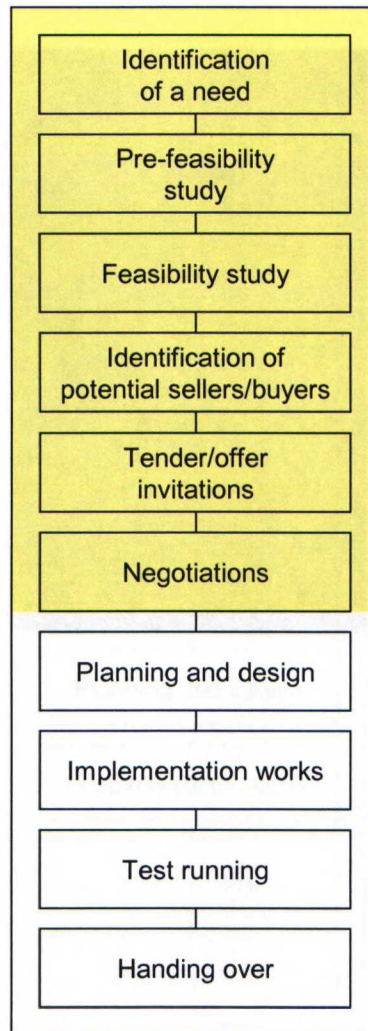 Identification
of a need
Pre-feasibility
study
Feasibility study
Identification of
potential sellers/buyers
Tender/offer
invitations
Negotiations
Planning and design
Implementation works
Test running
Handing over